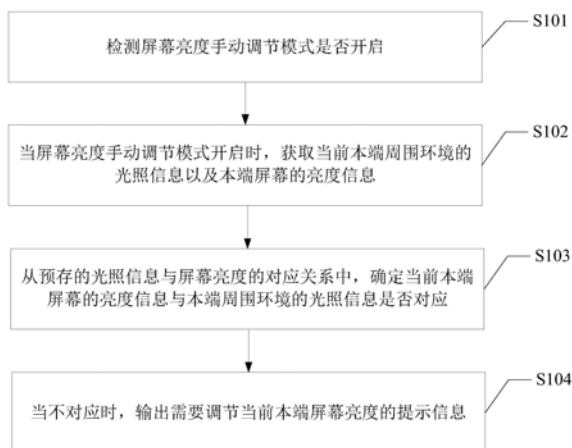 S101
检测屏幕亮度手动调节模式是否开启
S102
当屏幕亮度手动调节模式开启时，获取当前本端周围环境的
光照信息以及本端屏幕的亮度信息
S103
从预存的光照信息与屏幕亮度的对应关系中，确定当前本端
屏幕的亮度信息与本端周围环境的光照信息是否对应
S104
当不对应时，输出需要调节当前本端屏幕亮度的提示信息